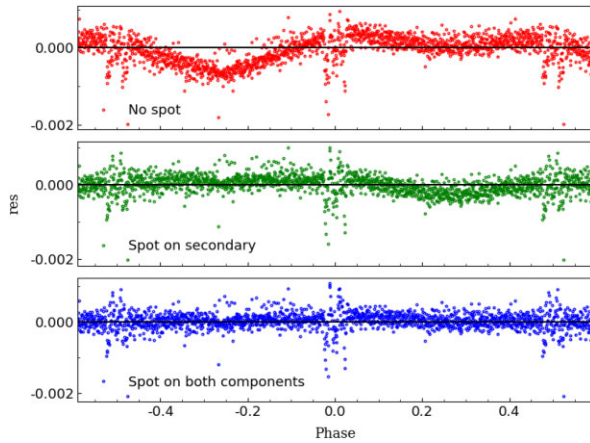 0.000
-0.002
No spot
0.000
-0.002
Spot on secondary
res
0.000
-0.002
Spot on both components
-0.4 -0.2 0.0 0.2 0.4
Phase